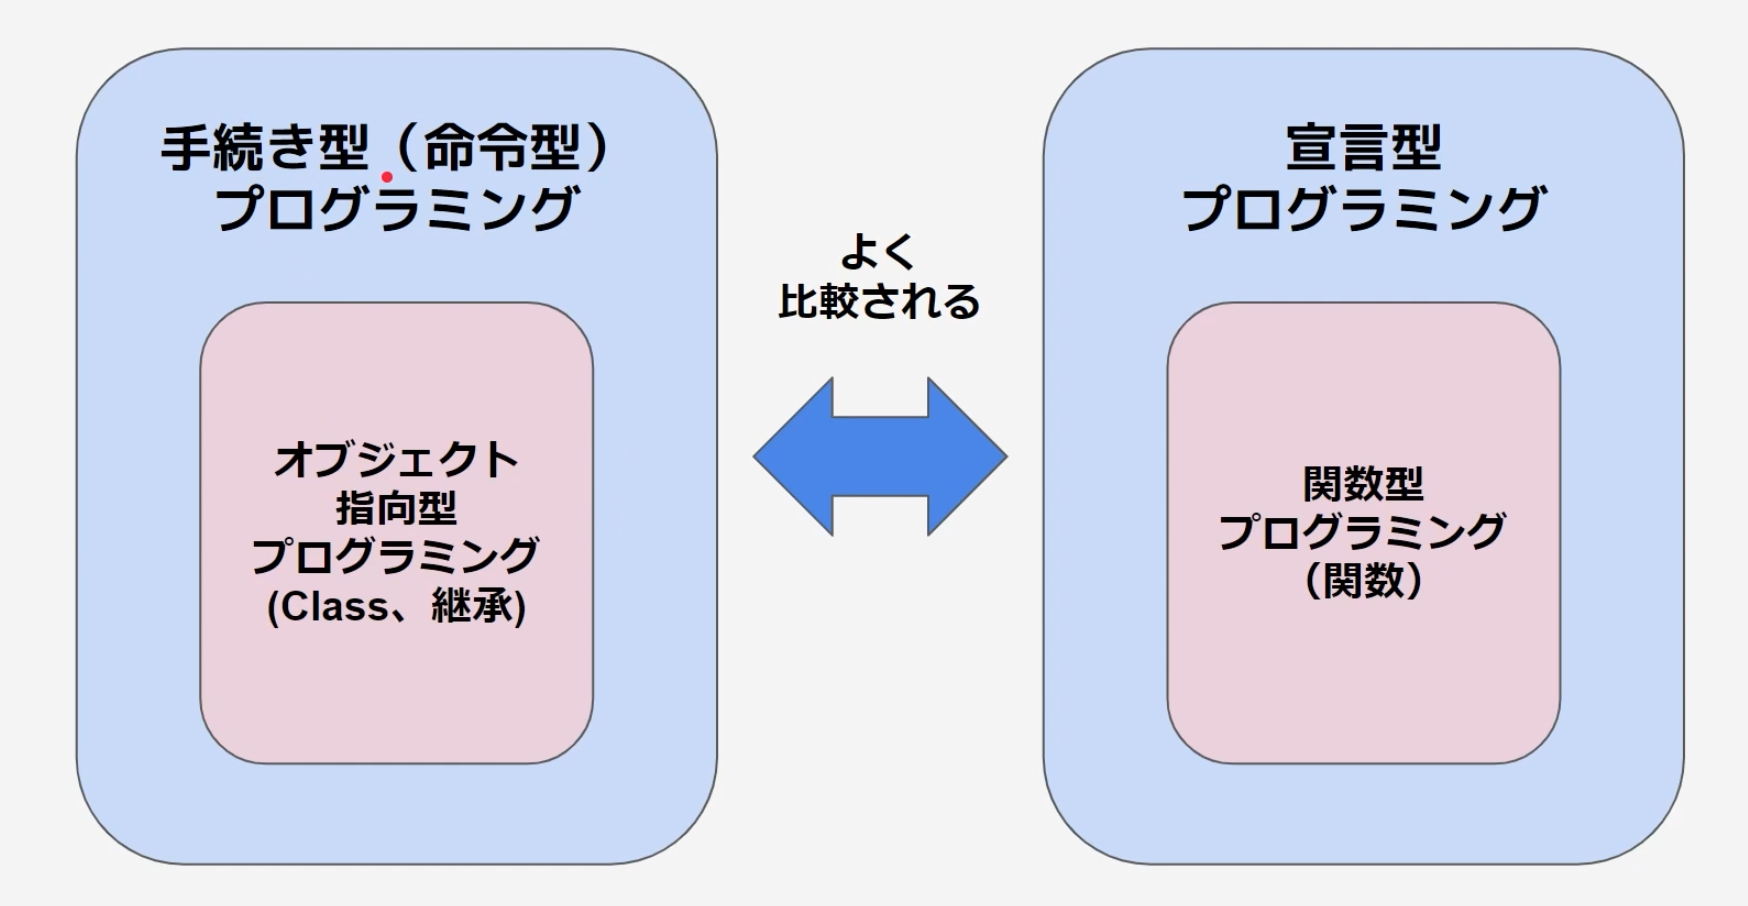 手続き型（命令型）
プログラミング
オブジェクト
指向型
プログラミング
(Class、継承)
よく
比較される
宣言型
プログラミング
関数型
プログラミング
（関数）